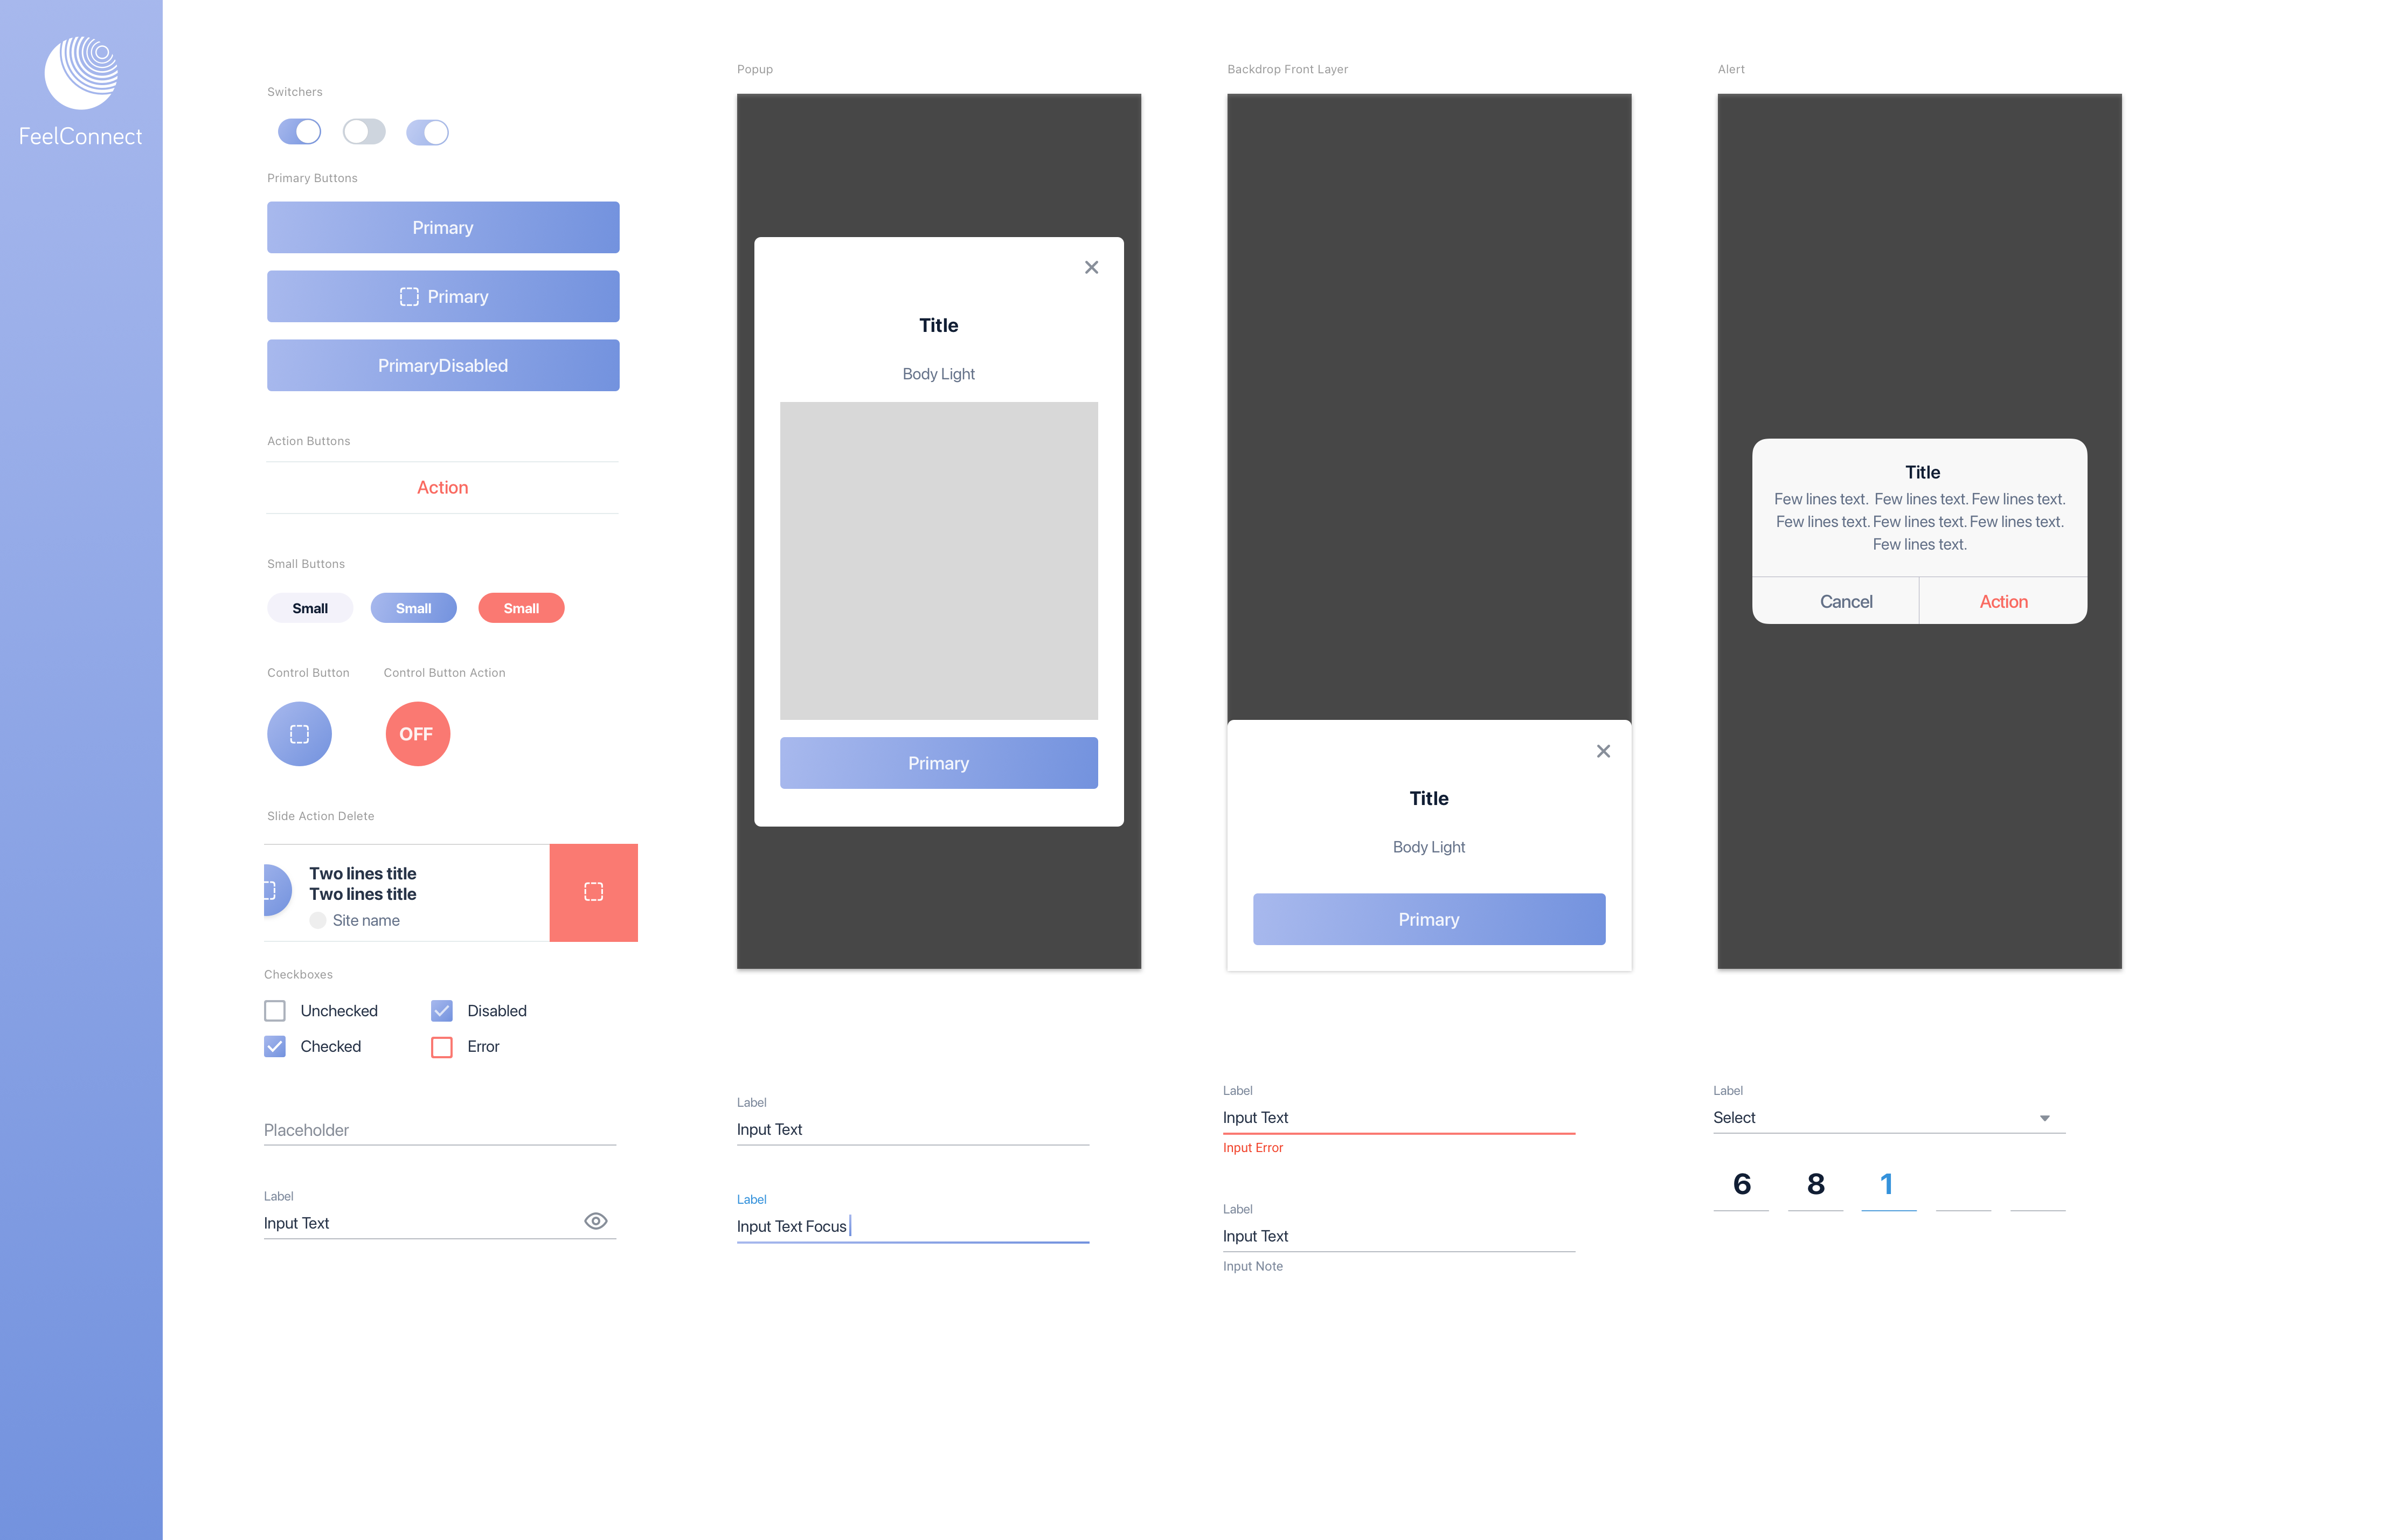 FeelConnect
Switchers
Primary Buttons
Primary
Primary
PrimaryDisabled
Action Buttons
Action
Small Buttons
Small
Small
Small
Control Button
Control Button Action
OFF
Slide Action Delete
Two lines title
Two lines title
Site name
Checkboxes
Unchecked
Disabled
Checked
Error
Placeholder
Label
Input Text
Popup
Title
Body Light
Primary
Label
Input Text
Label
Input Text Focus
Backdrop Front Layer
Title
Body Light
Primary
Label
Input Text
Input Error
Label
Input Text
Input Note
Alert
Title
Few lines text. Few lines text. Few lines text.
Few lines text. Few lines text. Few lines text.
Few lines text.
Cancel
Action
Label
Select
6 8 1